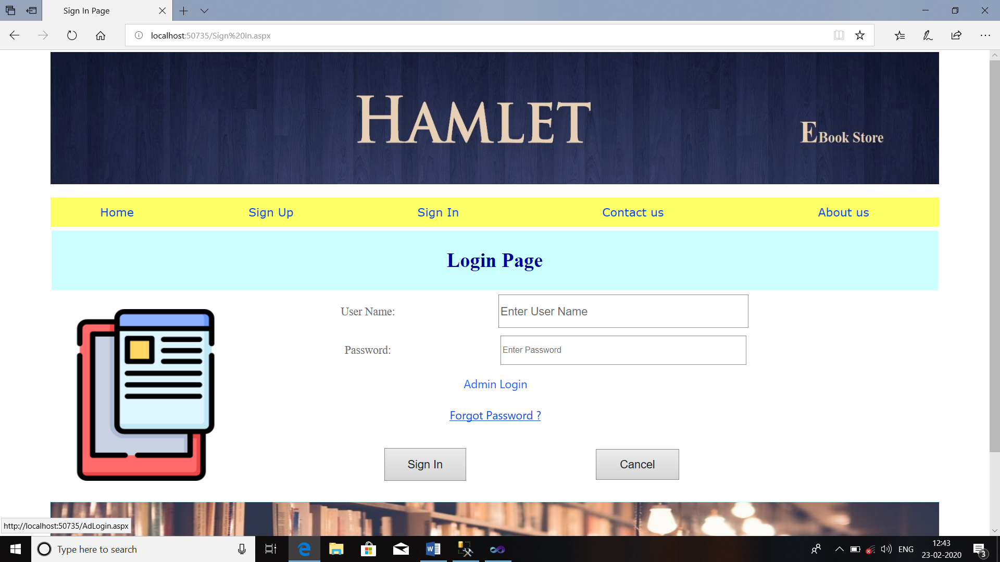 Sign In Page
localhost:50735/Sign%20In.aspx
HAMLET
E Book Store
Home Sign Up Sign In Contact us About us
Login Page
User Name: Enter User Name
Password: Enter Password
Admin Login
Forgot Password ?
Sign In Cancel
http://localhost:50735/AdLogin.aspx
Type here to search
ENG
12:43
23-02-2020
3